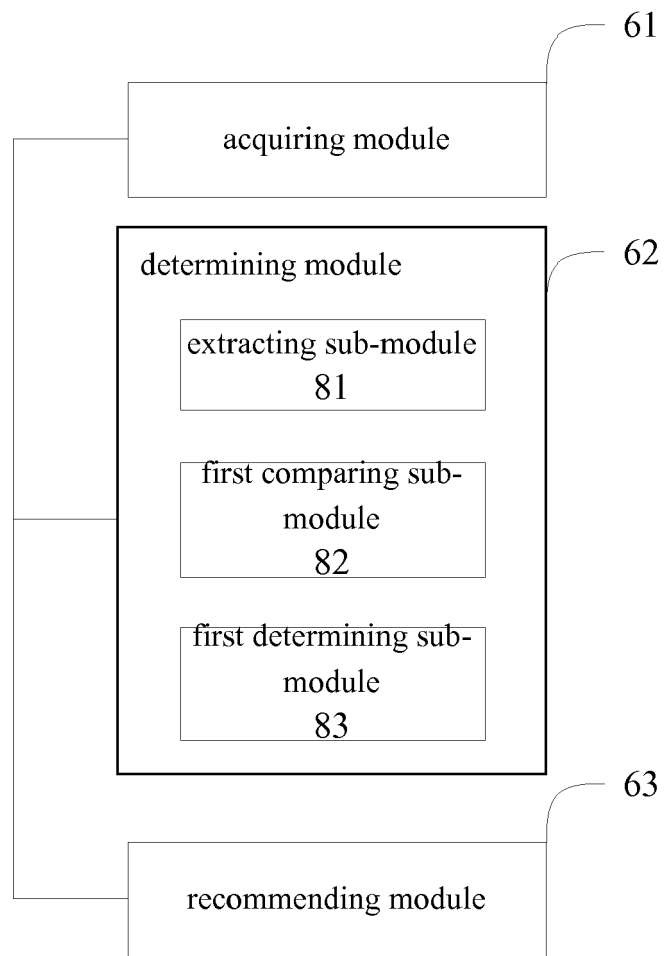 61
acquiring module
62
determining module
extracting sub-module
81
first comparing sub-
module
82
first determining sub-
module
83
63
recommending module